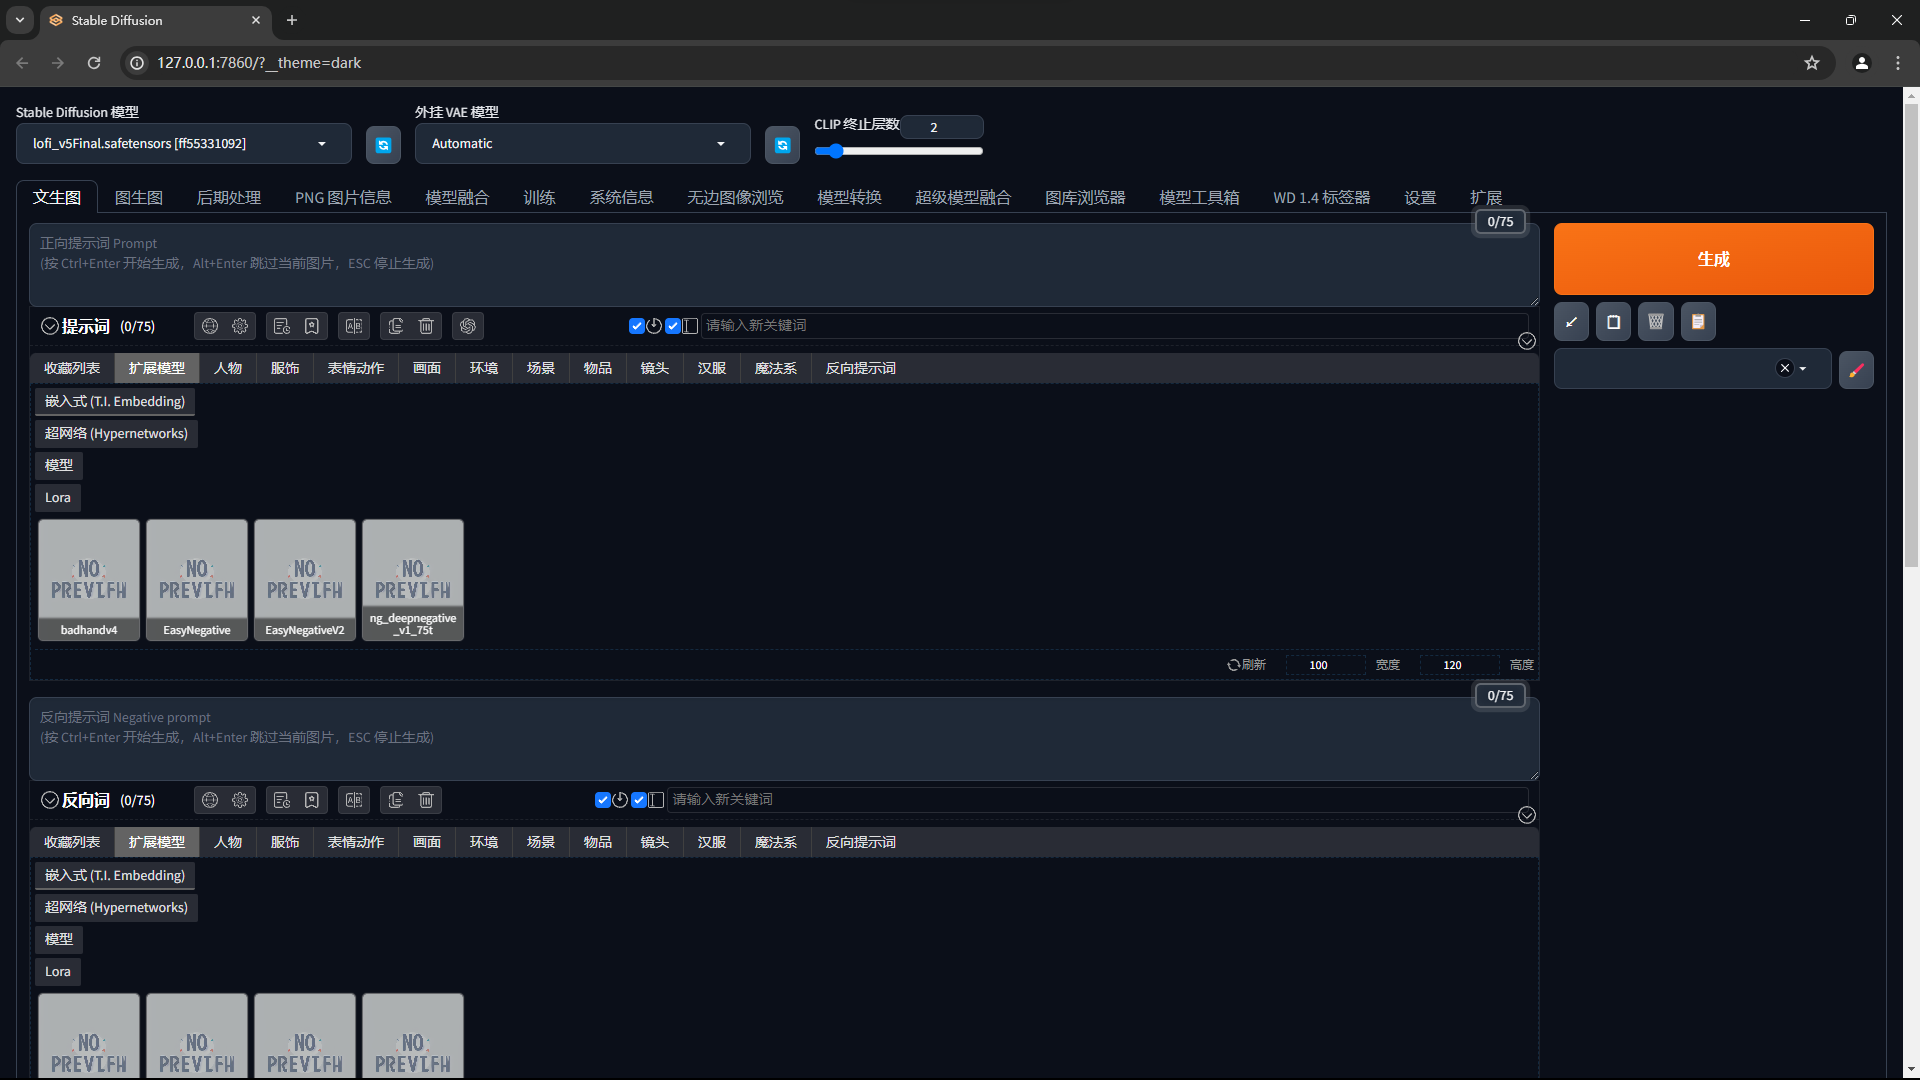 Stable Diffusion
127.0.0.1:7860/?__theme=dark
Stable Diffusion 模型
外挂 VAE 模型
CLIP 终止层数
2
lofi_v5Final.safetensors [ff55331092]
Automatic
文生图 图生图 后期处理 PNG 图片信息 模型融合 训练 系统信息 无边图像浏览 模型转换 超级模型融合 图库浏览器 模型工具箱 WD 1.4 标签器 设置 扩展
0/75
正向提示词 Prompt
(按 Ctrl+Enter 开始生成，Alt+Enter 跳过当前图片，ESC 停止生成)
生成
提示词 (0/75)
请输入新关键词
收藏列表 扩展模型 人物 服饰 表情动作 画面 环境 场景 物品 镜头 汉服 魔法系 反向提示词
嵌入式 (T.I. Embedding)
超网络 (Hypernetworks)
模型
Lora
NO PREVIEW NO PREVIEW NO PREVIEW NO PREVIEW
badhandv4 EasyNegative EasyNegativeV2 ng_deepnegative_v1_75t
刷新 100 宽度 120 高度
0/75
反向提示词 Negative prompt
(按 Ctrl+Enter 开始生成，Alt+Enter 跳过当前图片，ESC 停止生成)
反向词 (0/75)
请输入新关键词
收藏列表 扩展模型 人物 服饰 表情动作 画面 环境 场景 物品 镜头 汉服 魔法系 反向提示词
嵌入式 (T.I. Embedding)
超网络 (Hypernetworks)
模型
Lora
NO PREVIEW NO PREVIEW NO PREVIEW NO PREVIEW